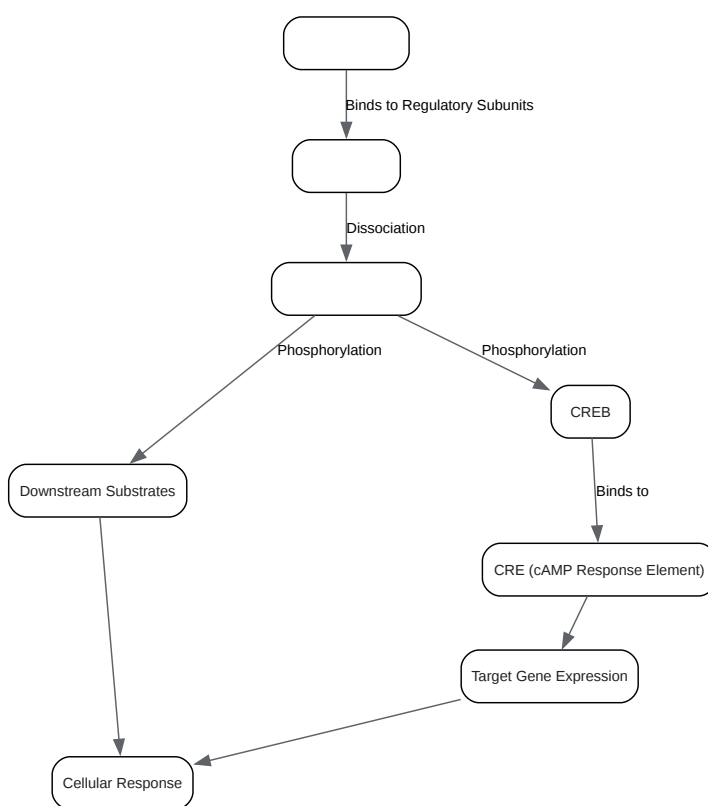 Binds to Regulatory Subunits
Dissociation
Phosphorylation
Phosphorylation
CREB
Downstream Substrates
Binds to
CRE (cAMP Response Element)
Target Gene Expression
Cellular Response